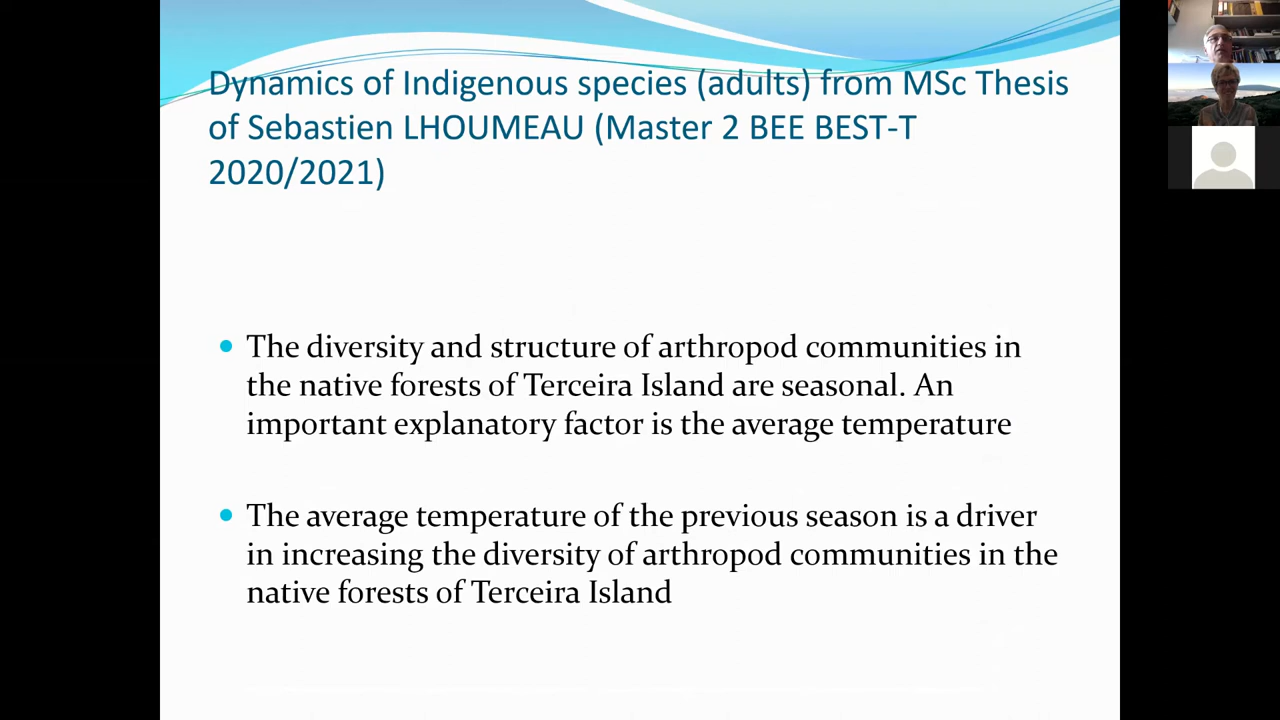 Dynamics of Indigenous species (adults) from MSc Thesis
of Sebastien LHOUMEAU (Master 2 BEE BEST-T
2020/2021)
• The diversity and structure of arthropod communities in
the native forests of Terceira Island are seasonal. An
important explanatory factor is the average temperature
• The average temperature of the previous season is a driver
in increasing the diversity of arthropod communities in the
native forests of Terceira Island